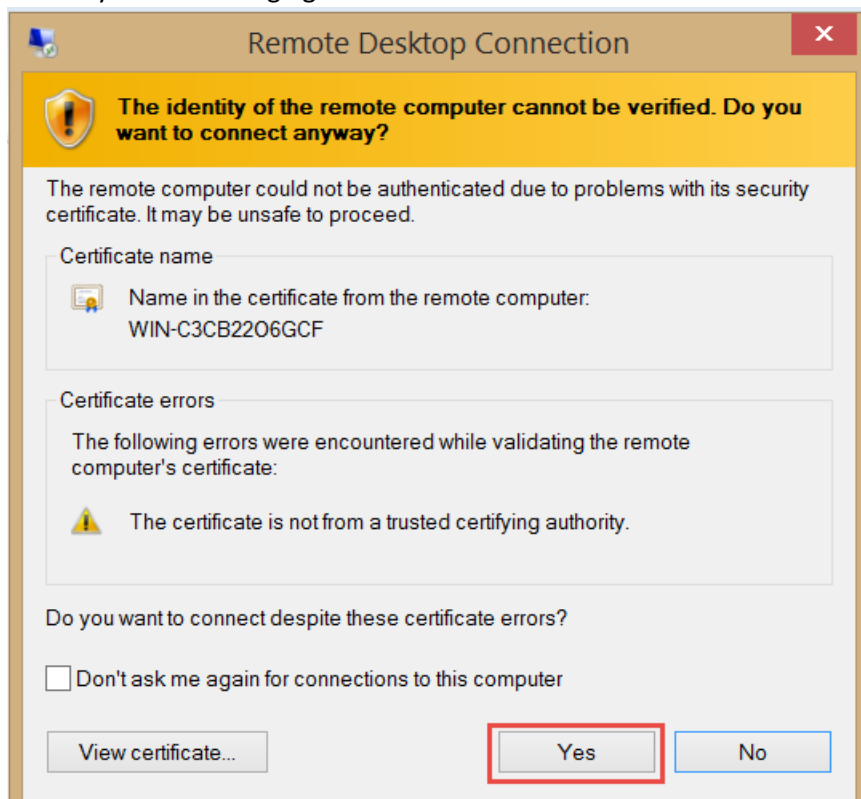 Remote Desktop Connection
The identity of the remote computer cannot be verified. Do you
want to connect anyway?
The remote computer could not be authenticated due to problems with its security
certificate. It may be unsafe to proceed.
Certificate name
Name in the certificate from the remote computer:
WIN-C3CB22O6GCF
Certificate errors
The following errors were encountered while validating the remote
computer's certificate:
The certificate is not from a trusted certifying authority.
Do you want to connect despite these certificate errors?
Don't ask me again for connections to this computer
View certificate...
Yes
No